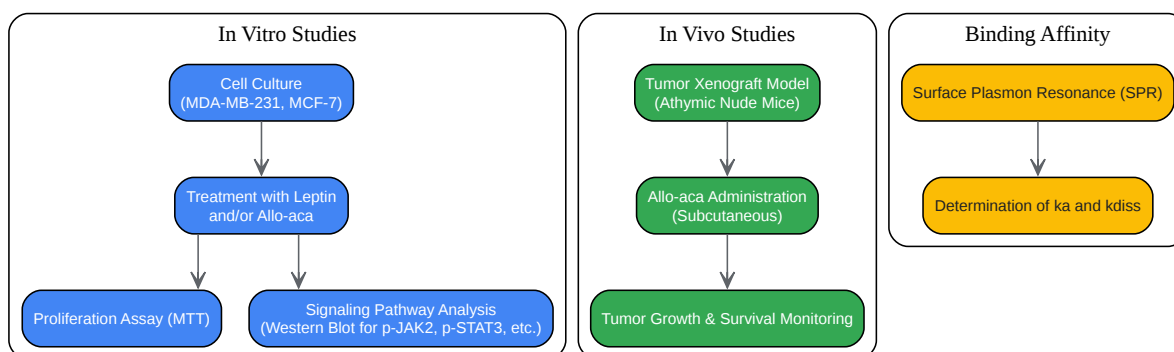 In Vitro Studies
Cell Culture
(MDA-MB-231, MCF-7)
Treatment with Leptin
and/or Allo-aca
Proliferation Assay (MTT)
Signaling Pathway Analysis
(Western Blot for p-JAK2, p-STAT3, etc.)
In Vivo Studies
Tumor Xenograft Model
(Athymic Nude Mice)
Allo-aca Administration
(Subcutaneous)
Tumor Growth & Survival Monitoring
Binding Affinity
Surface Plasmon Resonance (SPR)
Determination of ka and kdiss